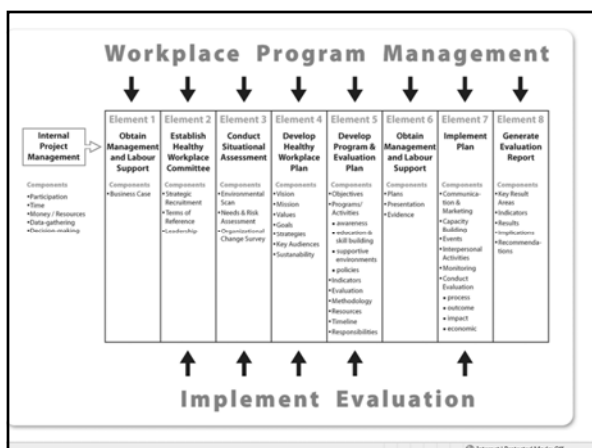 Workplace Program Management
Internal
Project
Management
Components
•Participation
•Time
•Money / Resources
•Data-gathering
•Decision-making
Element 1
Obtain
Management
and Labour
Support
Components
•Business Case
Element 2
Establish
Healthy
Workplace
Committee
Components
•Strategic
Recruitment
•Terms of
Reference
•Leadership
Element 3
Conduct
Situational
Assessment
Components
•Environmental
Scan
•Needs & Risk
Assessment
•Organizational
Change Survey
Element 4
Develop
Healthy
Workplace
Plan
Components
•Vision
•Mission
•Values
•Goals
•Strategies
•Key Audiences
•Sustainability
Element 5
Develop
Program &
Evaluation
Plan
Components
•Objectives
•Programs/
Activities
• awareness
• education &
skill building
• supportive
environments
• policies
•Indicators
•Evaluation
•Methodology
•Resources
•Timeline
•Responsibilities
Element 6
Obtain
Management
and Labour
Support
Components
•Plans
•Presentation
•Evidence
Element 7
Implement
Plan
Components
•Communica-
tion &
Marketing
•Capacity
Building
•Events
•Interpersonal
Activities
•Monitoring
•Conduct
Evaluation
• process
• outcome
• impact
• economic
Element 8
Generate
Evaluation
Report
Components
•Key Result
Areas
•Indicators
•Results
•Implications
•Recommenda-
tions
Implement Evaluation